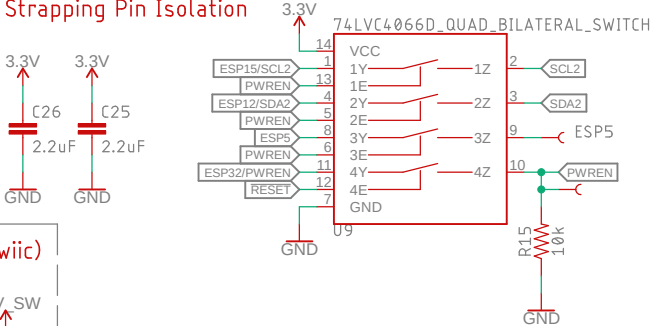 Strapping Pin Isolation
3.3V
74LVC4066D_QUAD_BILATERAL_SWITCH
14 VCC
ESP15/SCL2 1 1Y 1Z 2 SCL2
PWREN 13 1E
ESP12/SDA2 4 2Y 2Z 3 SDA2
PWREN 5 2E
ESP5 8 3Y 3Z 9 ESP5
PWREN 6 3E
ESP32/PWREN 11 4Y 4Z 10 PWREN
RESET 12 4E
7 GND
U9
GND
R15
10k
GND
3.3V 3.3V
C26 C25
2.2uF 2.2uF
GND GND
wiic)
V_SW